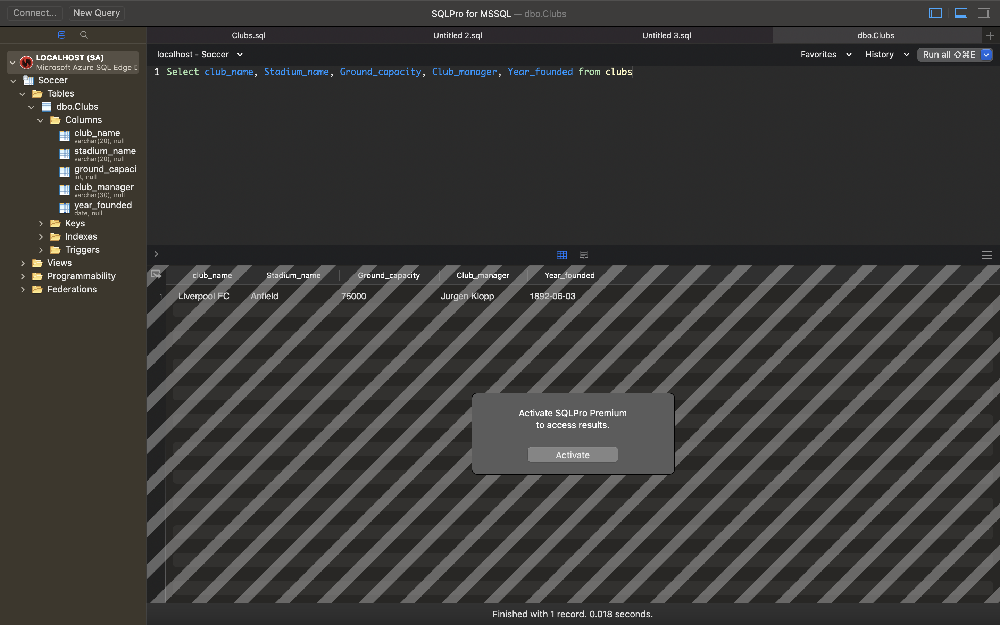 Connect... New Query SQLPro for MSSQL — dbo.Clubs
Clubs.sql Untitled 2.sql Untitled 3.sql dbo.Clubs
localhost - Soccer Favorites History Run all ⇧⌘E
LOCALHOST (SA)
Microsoft Azure SQL Edge D
Soccer
Tables
dbo.Clubs
Columns
club_name
varchar(20), null
stadium_name
varchar(20), null
ground_capaci
int, null
club_manager
varchar(30), null
year_founded
date, null
Keys
Indexes
Triggers
Views
Programmability
Federations
1 Select club_name, Stadium_name, Ground_capacity, Club_manager, Year_founded from clubs
club_name Stadium_name Ground_capacity Club_manager Year_founded
1 Liverpool FC Anfield 75000 Jurgen Klopp 1892-06-03
Activate SQLPro Premium
to access results.
Activate
Finished with 1 record. 0.018 seconds.